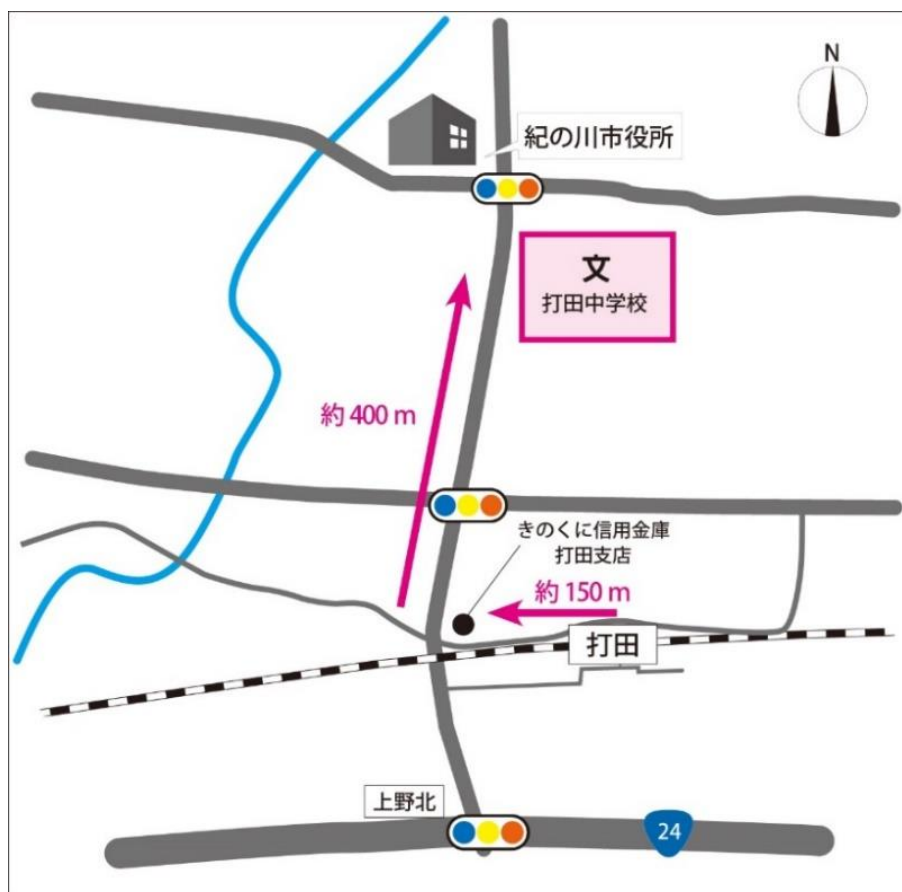 N
紀の川市役所
文
打田中学校
約 400 m
きのくに信用金庫
打田支店
約 150 m
打田
上野北
24